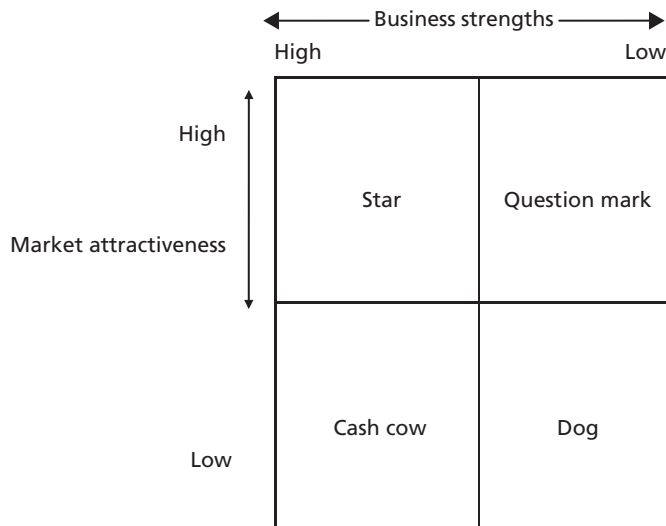 Business strengths
High Low
High
Star Question mark
Market attractiveness
Cash cow Dog
Low